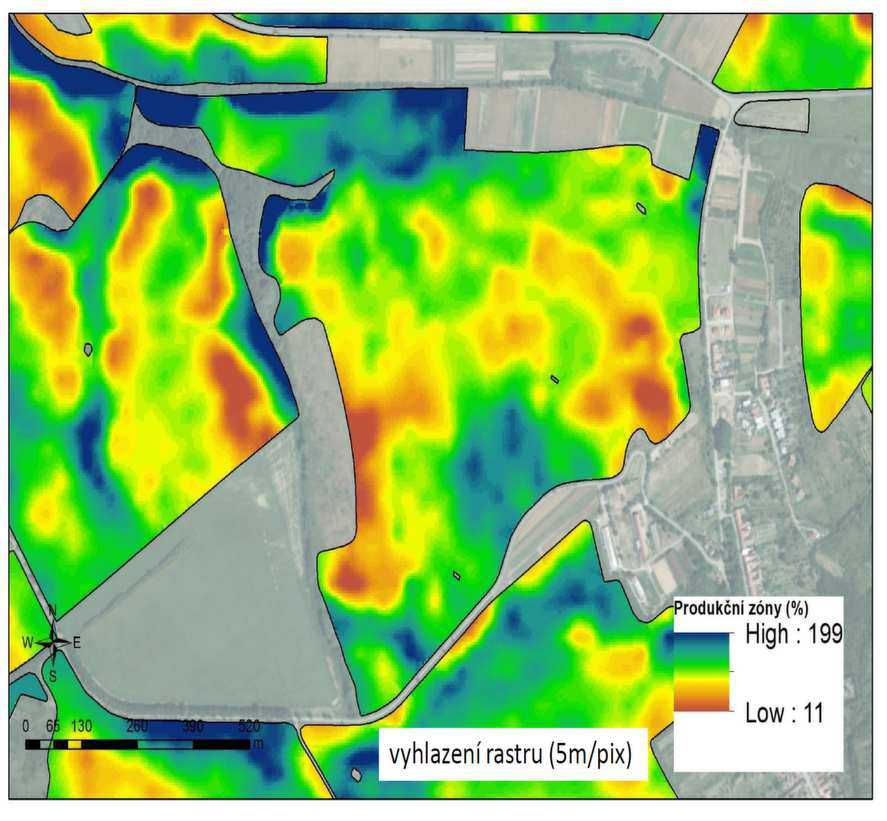 Produkční zóny (%)
High : 199
Low : 11
N
W E
S
0 65 130 260 390 520
m
vyhlazení rastru (5m/pix)